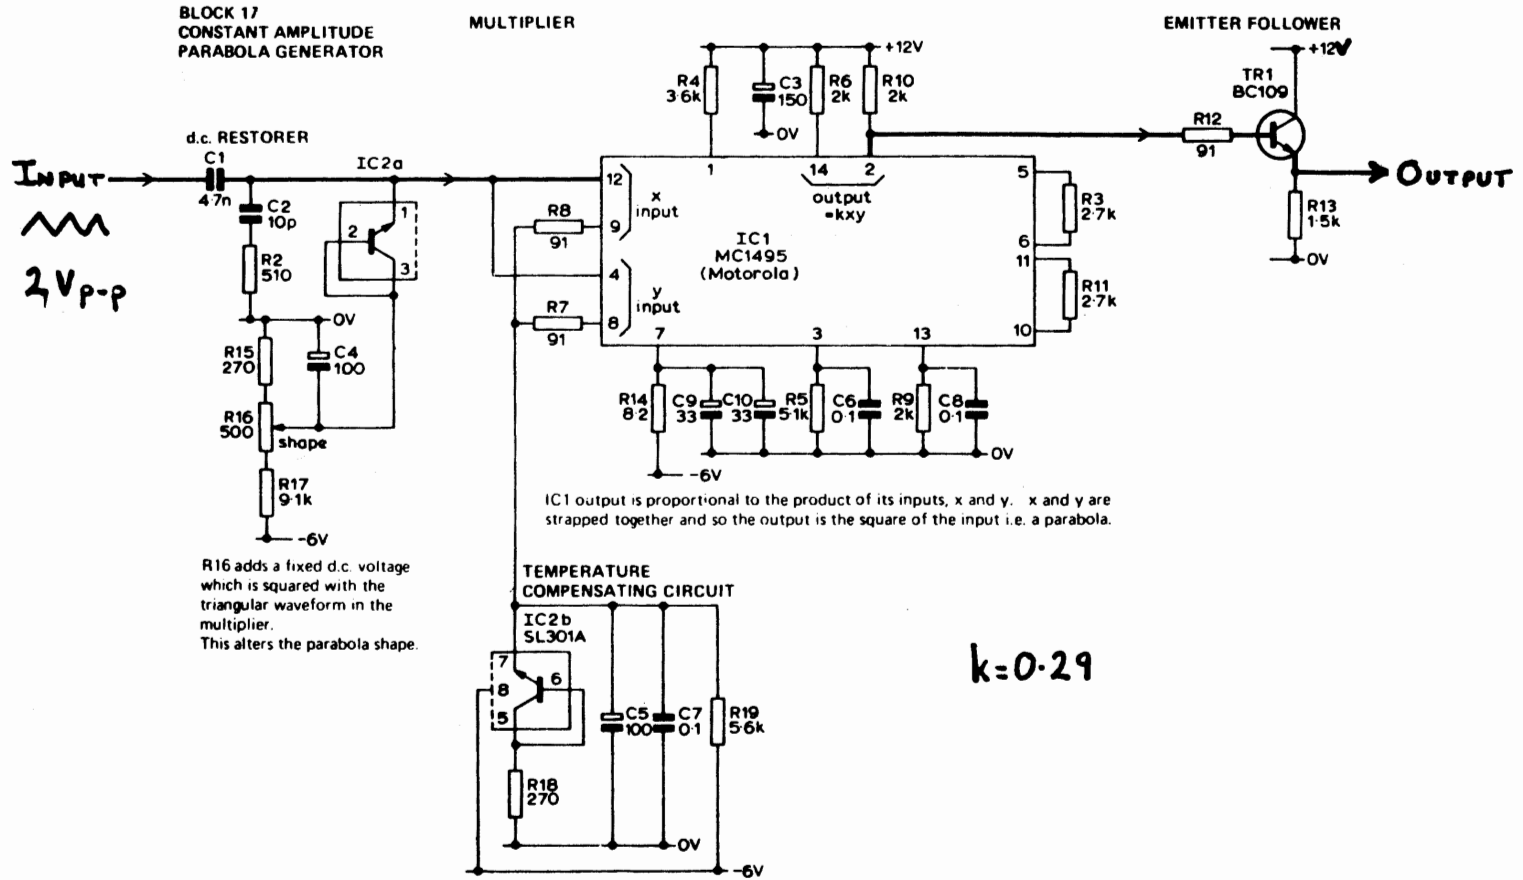 BLOCK 17
CONSTANT AMPLITUDE
PARABOLA GENERATOR
MULTIPLIER
EMITTER FOLLOWER
+12V
+12V
R4
3·6k
C3
150
R6
2k
R10
2k
0V
TR1
BC109
R12
91
d.c. RESTORER
C1
4·7n
IC2a
INPUT
2Vp-p
C2
10p
R2
510
1
2
3
R8
91
R7
91
12
x
input
9
4
y
input
8
1
14
2
output
=kxy
IC1
MC1495
(Motorola)
5
6
11
10
7
3
13
R3
2·7k
R11
2·7k
OUTPUT
R13
1·5k
0V
0V
R15
270
C4
100
R16
500
shape
R17
9·1k
-6V
R14
8·2
C9
33
C10
33
R5
5·1k
C6
0·1
R9
2k
C8
0·1
0V
-6V
IC1 output is proportional to the product of its inputs, x and y. x and y are
strapped together and so the output is the square of the input i.e. a parabola.
R16 adds a fixed d.c. voltage
which is squared with the
triangular waveform in the
multiplier.
This alters the parabola shape.
TEMPERATURE
COMPENSATING CIRCUIT
IC2b
SL301A
7
8
5
6
C5
100
C7
0·1
R19
5·6k
R18
270
0V
-6V
k=0·29